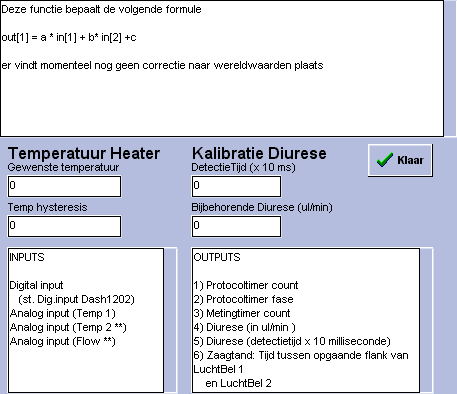 Deze functie bepaalt de volgende formule
out[1] = a * in[1] + b* in[2] +c
er vindt momenteel nog geen correctie naar wereldwaarden plaats
Temperatuur Heater
Gewenste temperatuur
0
Temp hysteresis
0
Kalibratie Diurese
DetectieTijd (x 10 ms)
0
Bijbehorende Diurese (ul/min)
0
Klaar
INPUTS
Digital input
(st. Dig.input Dash1202)
Analog input (Temp 1)
Analog input (Temp 2 **)
Analog input (Flow **)
OUTPUTS
1) Protocoltimer count
2) Protocoltimer fase
3) Metingtimer count
4) Diurese (in ul/min )
5) Diurese (detectietijd x 10 milliseconde)
6) Zaagtand: Tijd tussen opgaande flank van
LuchtBel 1
en LuchtBel 2